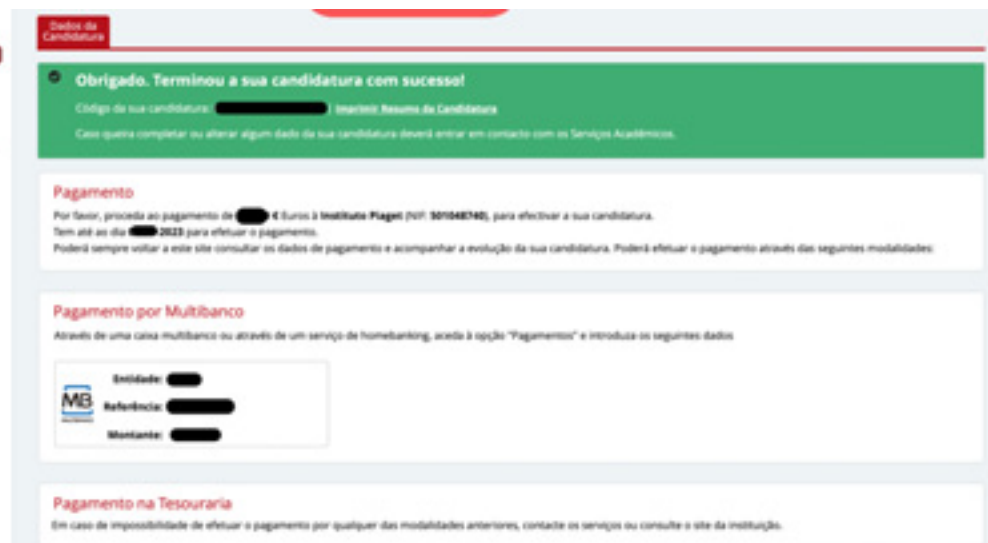 Dados da
Candidatura
Obrigado. Terminou a sua candidatura com sucesso!
Código da sua candidatura: | Imprimir Resumo da Candidatura
Caso queira completar ou alterar algum dado da sua candidatura deverá entrar em contacto com os Serviços Académicos.
Pagamento
Por favor, proceda ao pagamento de € Euros à Instituto Piaget (NIF: 501048740), para efectivar a sua candidatura.
Tem até ao dia 2023 para efetuar o pagamento.
Poderá sempre voltar a este site consultar os dados de pagamento e acompanhar a evolução da sua candidatura. Poderá efetuar o pagamento através das seguintes modalidades:
Pagamento por Multibanco
Através de uma caixa multibanco ou através de um serviço de homebanking, aceda à opção "Pagamentos" e introduza os seguintes dados
Entidade:
MB
Referência:
Montante:
Pagamento na Tesouraria
Em caso de impossibilidade de efetuar o pagamento por qualquer das modalidades anteriores, contacte os serviços ou consulte o site da instituição.